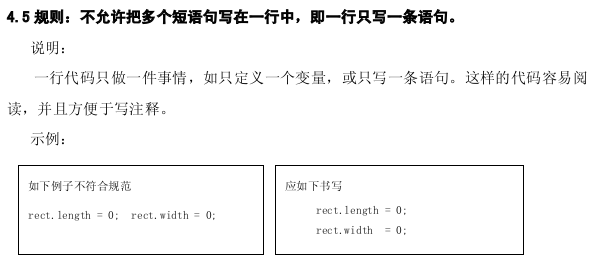 4.5 规则：不允许把多个短语句写在一行中，即一行只写一条语句。
说明：
一行代码只做一件事情，如只定义一个变量，或只写一条语句。这样的代码容易阅
读，并且方便于写注释。
示例：
如下例子不符合规范
rect.length = 0;  rect.width = 0;
应如下书写
rect.length = 0;
rect.width  = 0;